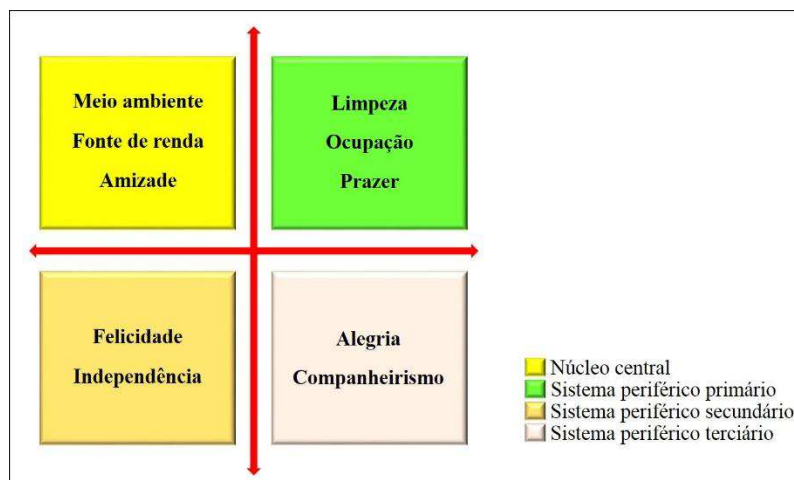 Meio ambiente
Fonte de renda
Amizade
Limpeza
Ocupação
Prazer
Felicidade
Independência
Alegria
Companheirismo
Núcleo central
Sistema periférico primário
Sistema periférico secundário
Sistema periférico terciário